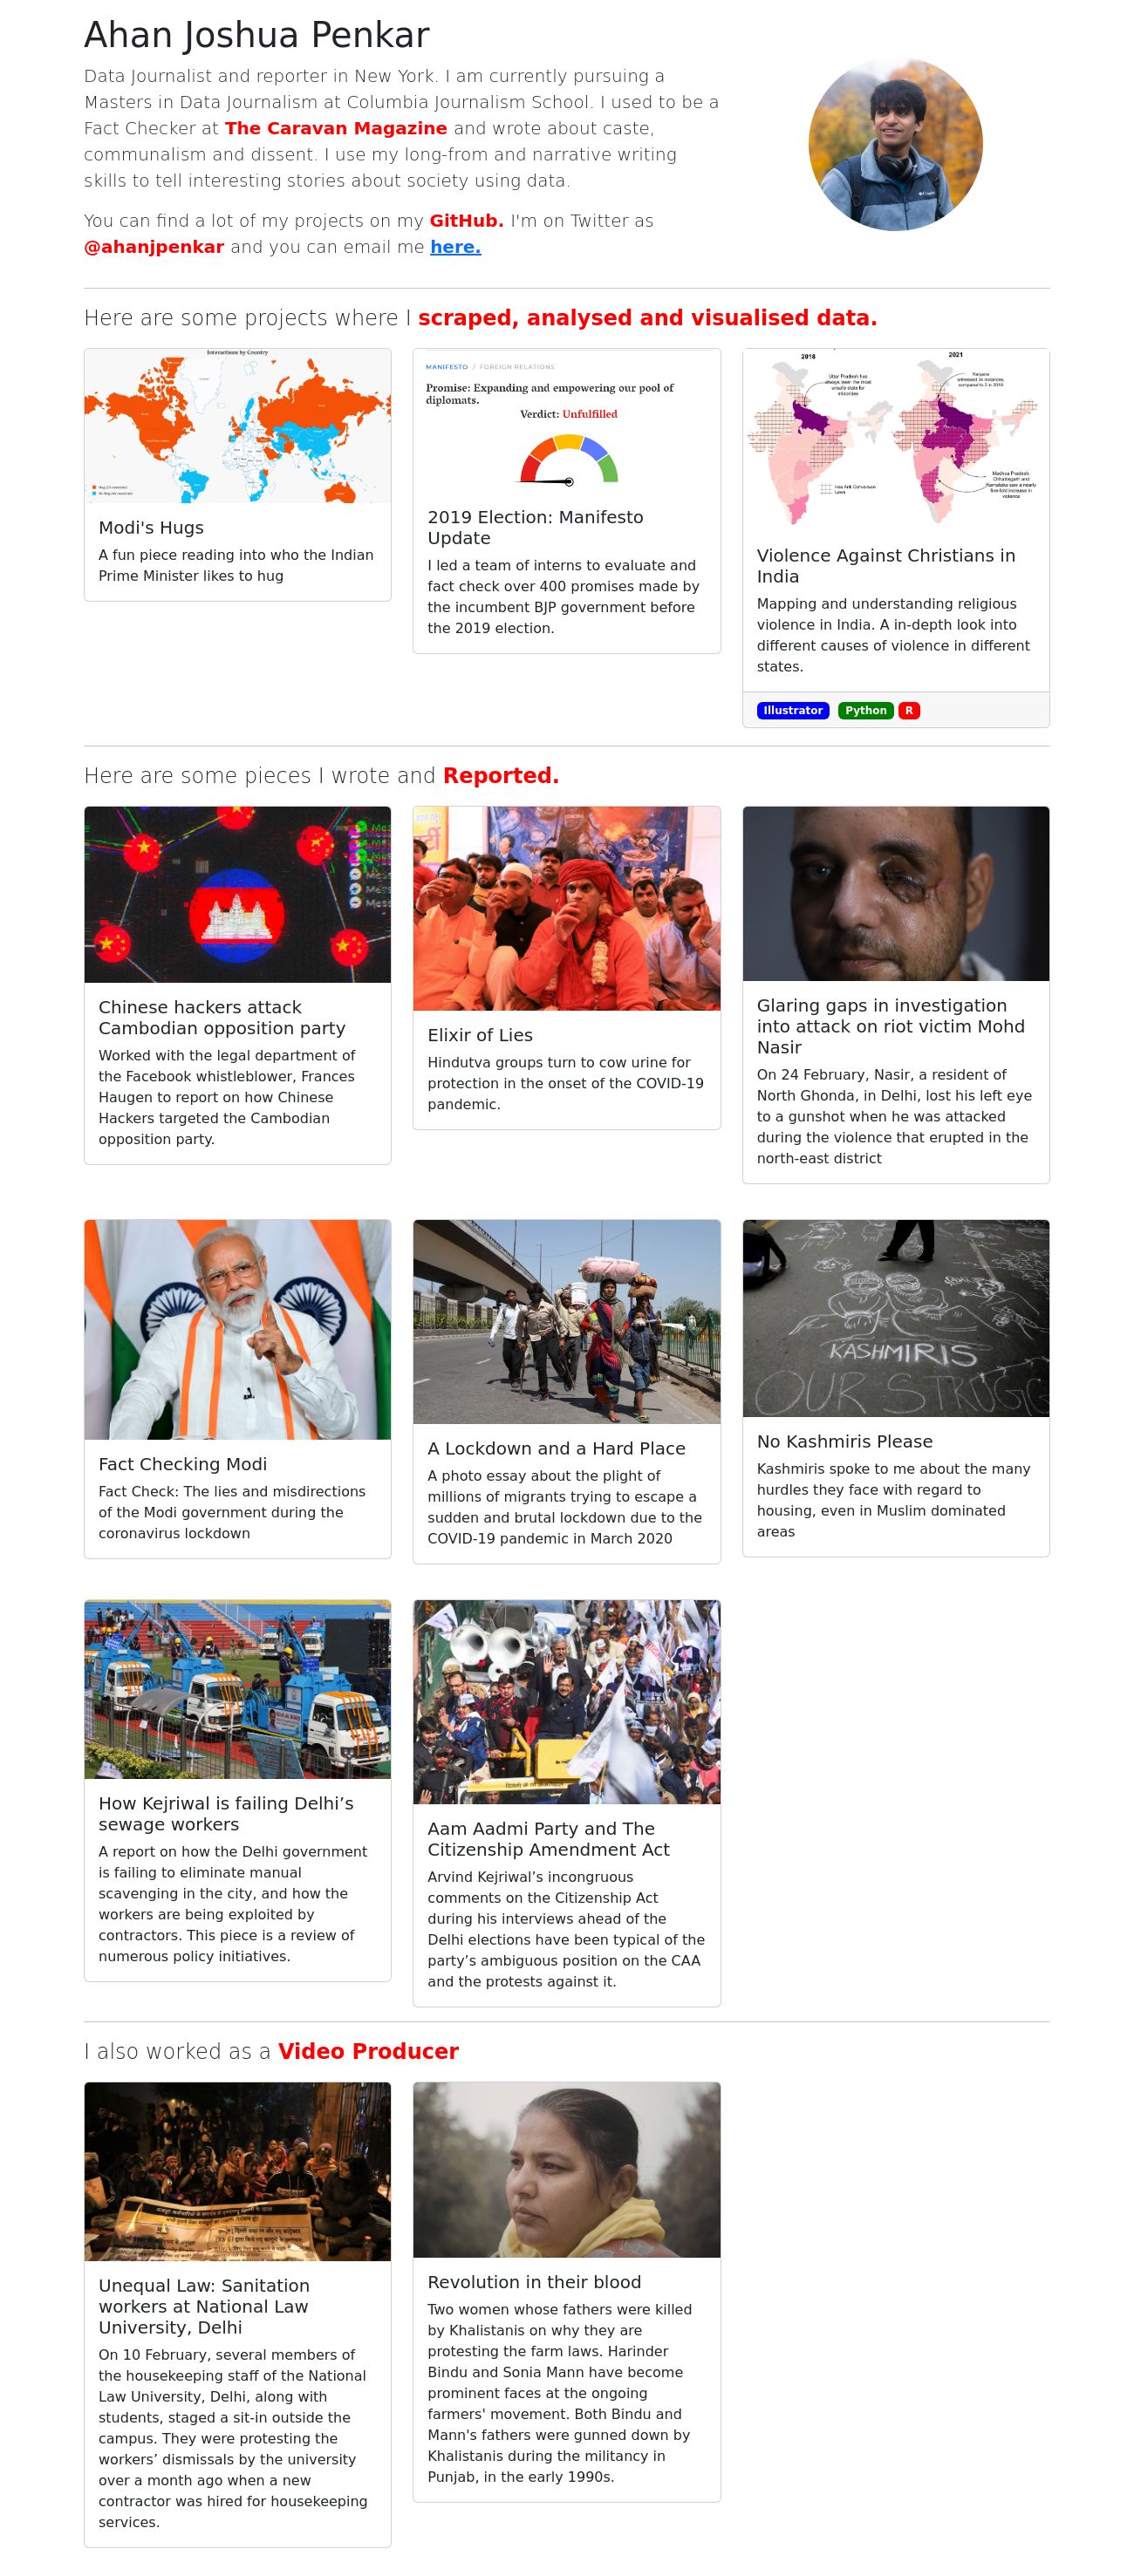 Ahan Joshua Penkar
Data Journalist and reporter in New York. I am currently pursuing a
Masters in Data Journalism at Columbia Journalism School. I used to be a
Fact Checker at The Caravan Magazine and wrote about caste,
communalism and dissent. I use my long-from and narrative writing
skills to tell interesting stories about society using data.
You can find a lot of my projects on my GitHub. I'm on Twitter as
@ahanjpenkar and you can email me here.
Here are some projects where I scraped, analysed and visualised data.
Interactions by Country
Modi's Hugs
A fun piece reading into who the Indian
Prime Minister likes to hug
MANIFESTO / FOREIGN RELATIONS
Promise: Expanding and empowering our pool of
diplomats.
Verdict: Unfulfilled
2019 Election: Manifesto
Update
I led a team of interns to evaluate and
fact check over 400 promises made by
the incumbent BJP government before
the 2019 election.
2018
2021
Uttar Pradesh has
always been the most
unsafe state for
minorities
Madhya Pradesh,
Chhattisgarh and
Karnataka saw a nearly
five-fold increase in
violence
Has Anti Conversion
Laws
Violence Against Christians in
India
Mapping and understanding religious
violence in India. A in-depth look into
different causes of violence in different
states.
Illustrator Python R
Here are some pieces I wrote and Reported.
Chinese hackers attack
Cambodian opposition party
Worked with the legal department of
the Facebook whistleblower, Frances
Haugen to report on how Chinese
Hackers targeted the Cambodian
opposition party.
Elixir of Lies
Hindutva groups turn to cow urine for
protection in the onset of the COVID-19
pandemic.
Glaring gaps in investigation
into attack on riot victim Mohd
Nasir
On 24 February, Nasir, a resident of
North Ghonda, in Delhi, lost his left eye
to a gunshot when he was attacked
during the violence that erupted in the
north-east district
Fact Checking Modi
Fact Check: The lies and misdirections
of the Modi government during the
coronavirus lockdown
A Lockdown and a Hard Place
A photo essay about the plight of
millions of migrants trying to escape a
sudden and brutal lockdown due to the
COVID-19 pandemic in March 2020
KASHMIRIS
OUR STRUGG
No Kashmiris Please
Kashmiris spoke to me about the many
hurdles they face with regard to
housing, even in Muslim dominated
areas
How Kejriwal is failing Delhi’s
sewage workers
A report on how the Delhi government
is failing to eliminate manual
scavenging in the city, and how the
workers are being exploited by
contractors. This piece is a review of
numerous policy initiatives.
Aam Aadmi Party and The
Citizenship Amendment Act
Arvind Kejriwal’s incongruous
comments on the Citizenship Act
during his interviews ahead of the
Delhi elections have been typical of the
party’s ambiguous position on the CAA
and the protests against it.
I also worked as a Video Producer
Unequal Law: Sanitation
workers at National Law
University, Delhi
On 10 February, several members of
the housekeeping staff of the National
Law University, Delhi, along with
students, staged a sit-in outside the
campus. They were protesting the
workers’ dismissals by the university
over a month ago when a new
contractor was hired for housekeeping
services.
Revolution in their blood
Two women whose fathers were killed
by Khalistanis on why they are
protesting the farm laws. Harinder
Bindu and Sonia Mann have become
prominent faces at the ongoing
farmers' movement. Both Bindu and
Mann's fathers were gunned down by
Khalistanis during the militancy in
Punjab, in the early 1990s.